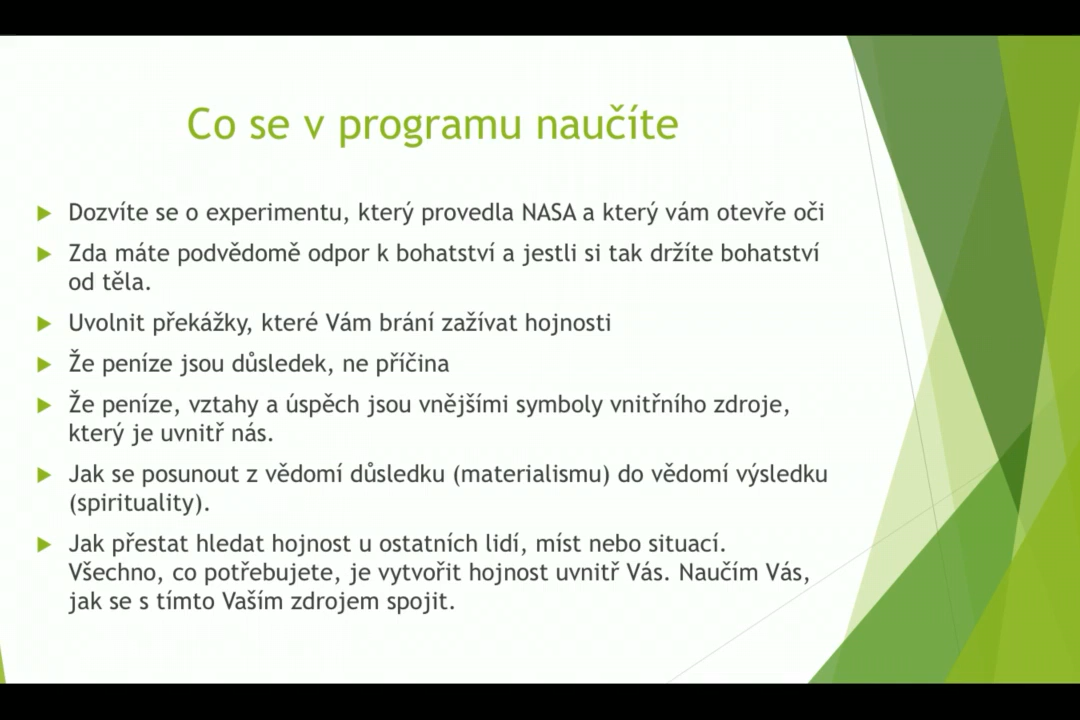 Co se v programu naučíte
Dozvíte se o experimentu, který provedla NASA a který vám otevře oči
Zda máte podvědomě odpor k bohatství a jestli si tak držíte bohatství
od těla.
Uvolnit překážky, které Vám brání zažívat hojnosti
Že peníze jsou důsledek, ne příčina
Že peníze, vztahy a úspěch jsou vnějšími symboly vnitřního zdroje,
který je uvnitř nás.
Jak se posunout z vědomí důsledku (materialismu) do vědomí výsledku
(spirituality).
Jak přestat hledat hojnost u ostatních lidí, míst nebo situací.
Všechno, co potřebujete, je vytvořit hojnost uvnitř Vás. Naučím Vás,
jak se s tímto Vaším zdrojem spojit.